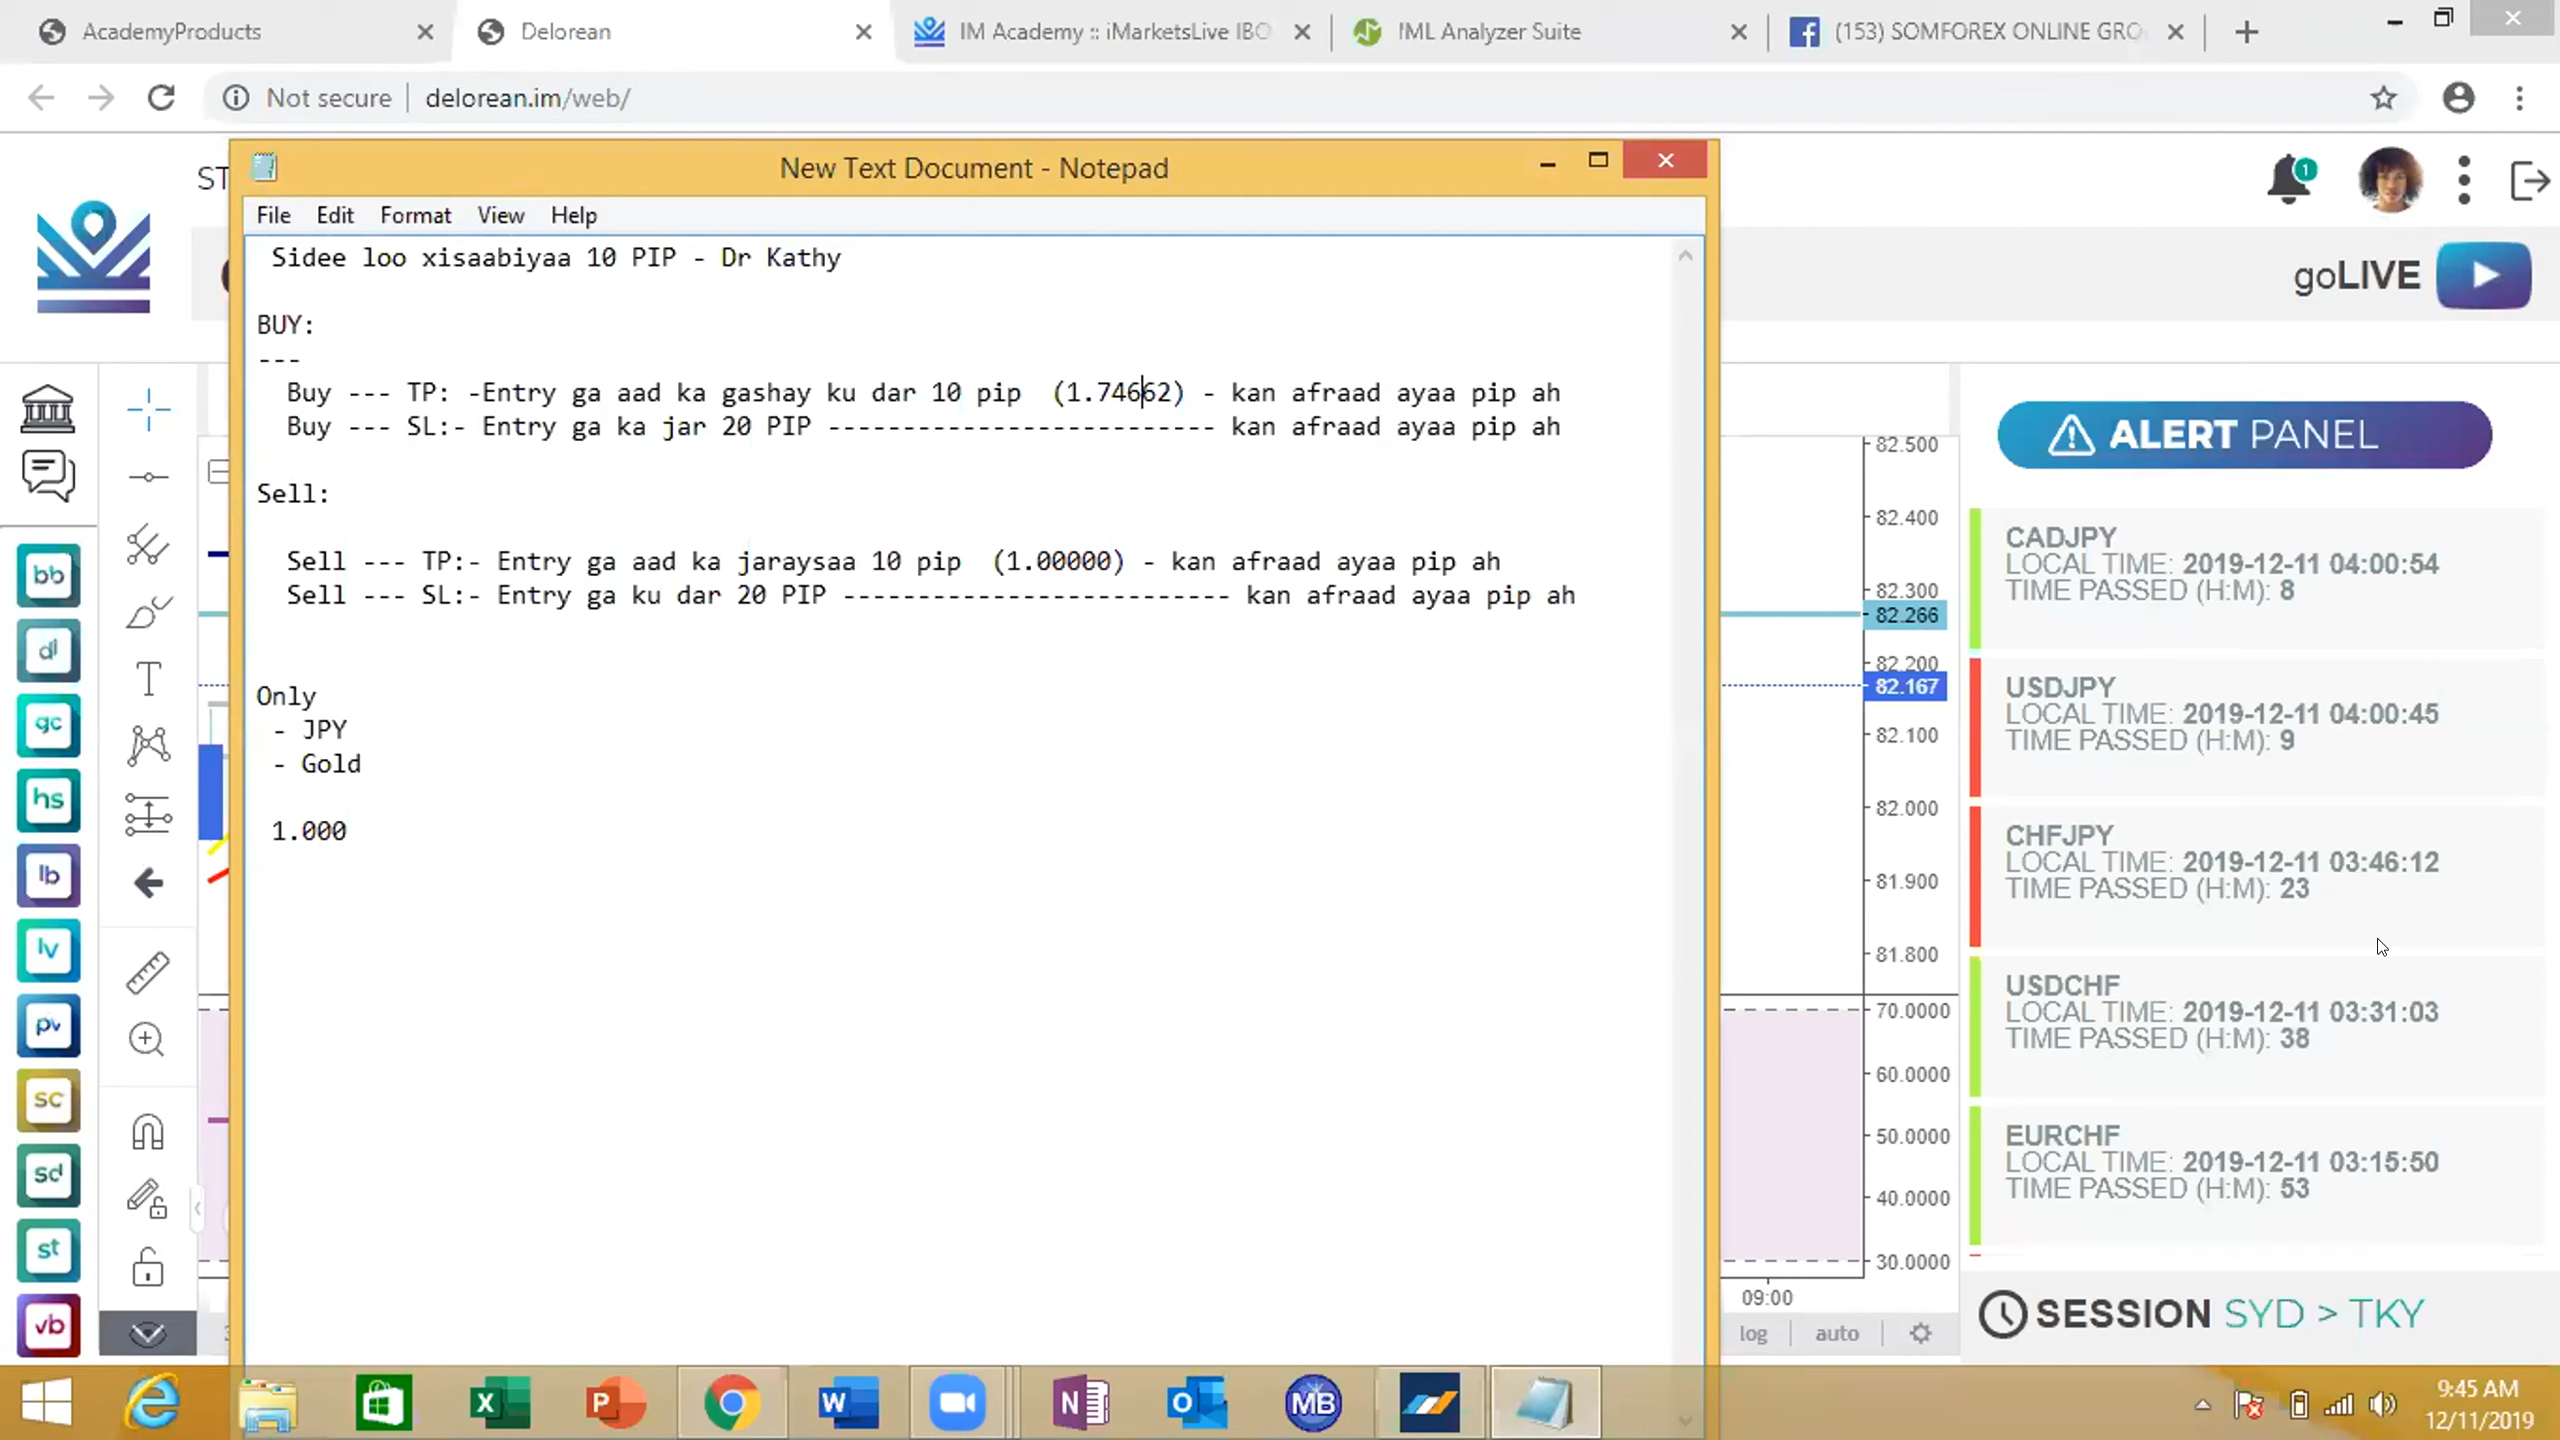 AcademyProducts
Delorean
IM Academy :: iMarketsLive IBO
IML Analyzer Suite
(153) SOMFOREX ONLINE GRO
Not secure
delorean.im/web/
ST
1
New Text Document - Notepad
File Edit Format View Help
Sidee loo xisaabiyaa 10 PIP - Dr Kathy
BUY:
---
Buy --- TP: -Entry ga aad ka gashay ku dar 10 pip (1.74662) - kan afraad ayaa pip ah
Buy --- SL:- Entry ga ka jar 20 PIP -------------------------- kan afraad ayaa pip ah
Sell:
Sell --- TP:- Entry ga aad ka jaraysaa 10 pip (1.00000) - kan afraad ayaa pip ah
Sell --- SL:- Entry ga ku dar 20 PIP -------------------------- kan afraad ayaa pip ah
Only
- JPY
- Gold
1.000
goLIVE
bb
dl
gc
hs
lb
lv
pv
sc
sd
st
vb
82.500
82.400
82.300
82.266
82.200
82.167
82.100
82.000
81.900
81.800
70.0000
60.0000
50.0000
40.0000
30.0000
09:00
log auto
ALERT PANEL
CADJPY
LOCAL TIME: 2019-12-11 04:00:54
TIME PASSED (H:M): 8
USDJPY
LOCAL TIME: 2019-12-11 04:00:45
TIME PASSED (H:M): 9
CHFJPY
LOCAL TIME: 2019-12-11 03:46:12
TIME PASSED (H:M): 23
USDCHF
LOCAL TIME: 2019-12-11 03:31:03
TIME PASSED (H:M): 38
EURCHF
LOCAL TIME: 2019-12-11 03:15:50
TIME PASSED (H:M): 53
SESSION SYD > TKY
MB
9:45 AM
12/11/2019